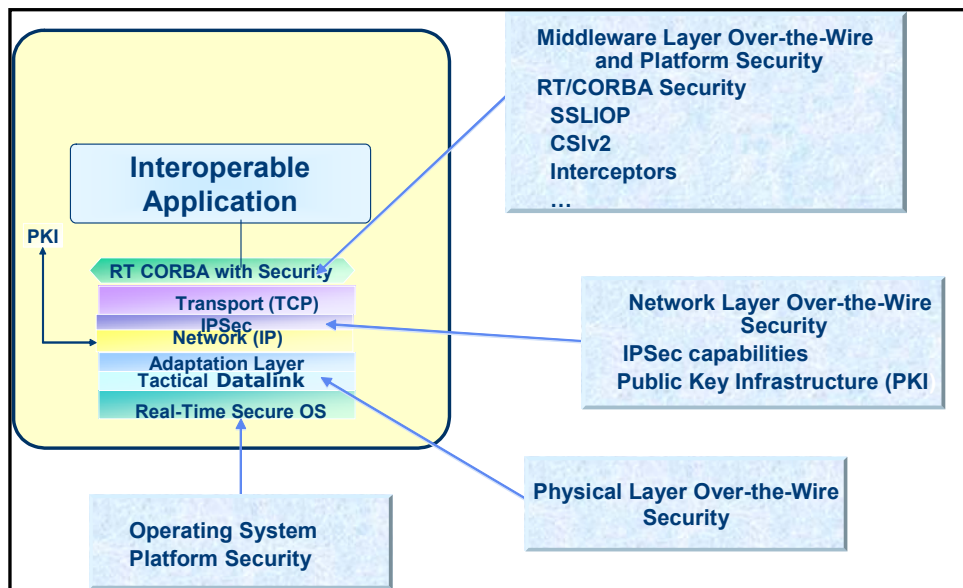 Middleware Layer Over-the-Wire
and Platform Security
RT/CORBA Security
SSLIOP
CSIv2
Interceptors
...
Interoperable
Application
PKI
RT CORBA with Security
Transport (TCP)
IPSec
Network (IP)
Adaptation Layer
Tactical Datalink
Real-Time Secure OS
Network Layer Over-the-Wire
Security
IPSec capabilities
Public Key Infrastructure (PKI
Physical Layer Over-the-Wire
Security
Operating System
Platform Security